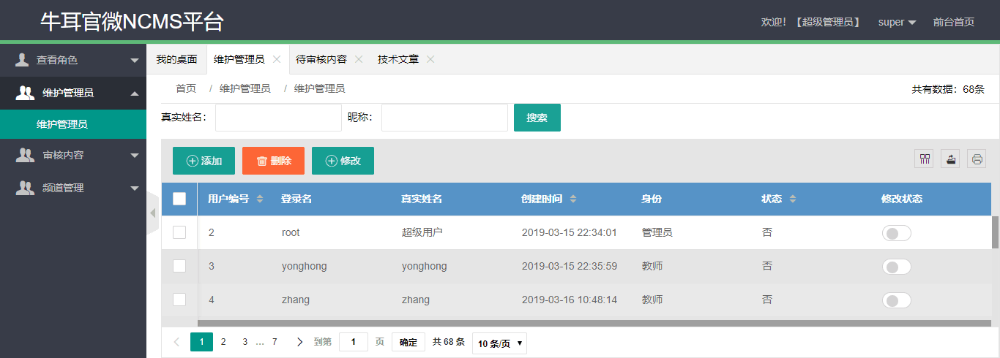 牛耳官微NCMS平台
欢迎！【超级管理员】 super 前台首页
查看角色
维护管理员
维护管理员
审核内容
频道管理
我的桌面 维护管理员 待审核内容 技术文章
首页 / 维护管理员 / 维护管理员 共有数据：68条
真实姓名： 昵称： 搜索
添加 删除 修改
用户编号 登录名 真实姓名 创建时间 身份 状态 修改状态
2 root 超级用户 2019-03-15 22:34:01 管理员 否
3 yonghong yonghong 2019-03-15 22:35:59 教师 否
4 zhang zhang 2019-03-16 10:48:14 教师 否
1 2 3 … 7 到第 1 页 确定 共 68 条 10 条/页